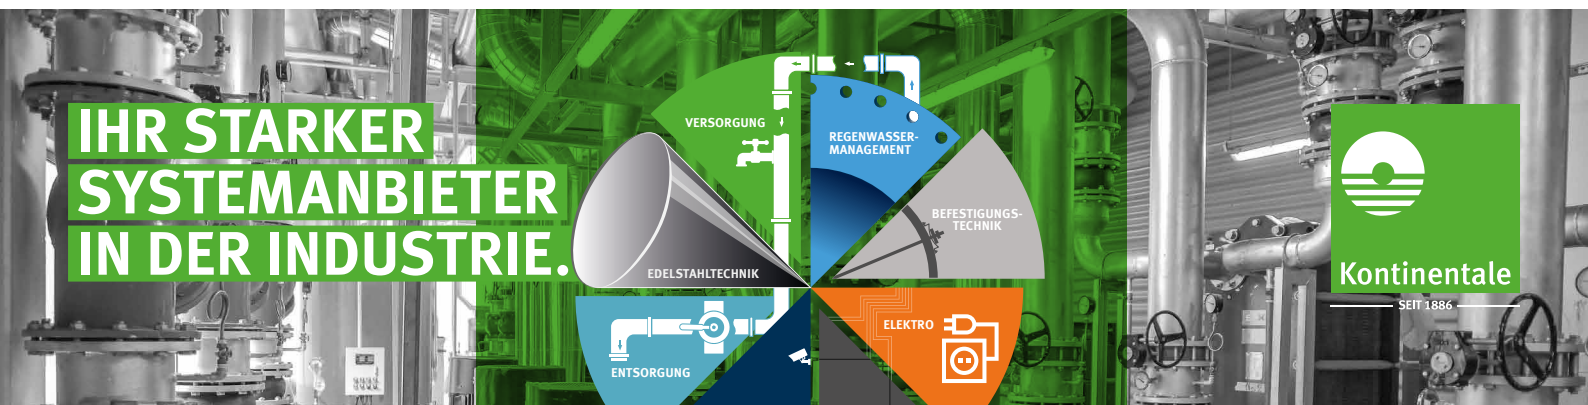 IHR STARKER
SYSTEMANBIETER
IN DER INDUSTRIE.
VERSORGUNG
REGENWASSER-
MANAGEMENT
BEFESTIGUNGS-
TECHNIK
EDELSTAHLTECHNIK
ELEKTRO
ENTSORGUNG
Kontinentale
SEIT 1886